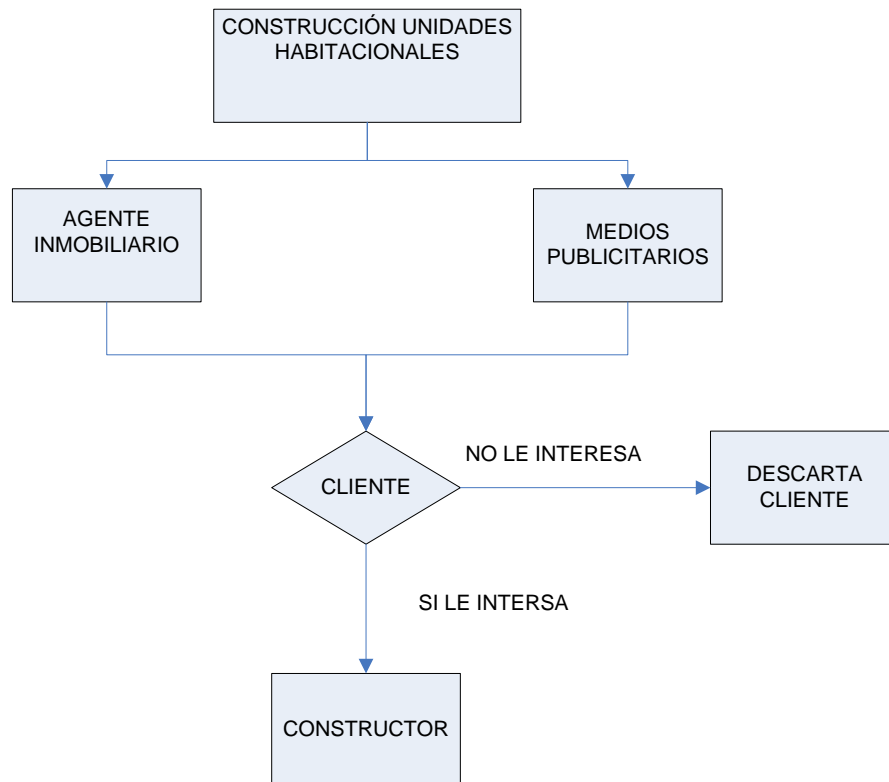 CONSTRUCCIÓN UNIDADES
HABITACIONALES
AGENTE
INMOBILIARIO
MEDIOS
PUBLICITARIOS
NO LE INTERESA
CLIENTE
DESCARTA
CLIENTE
SI LE INTERSA
CONSTRUCTOR